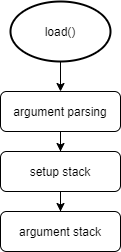 load()
argument parsing
setup stack
argument stack